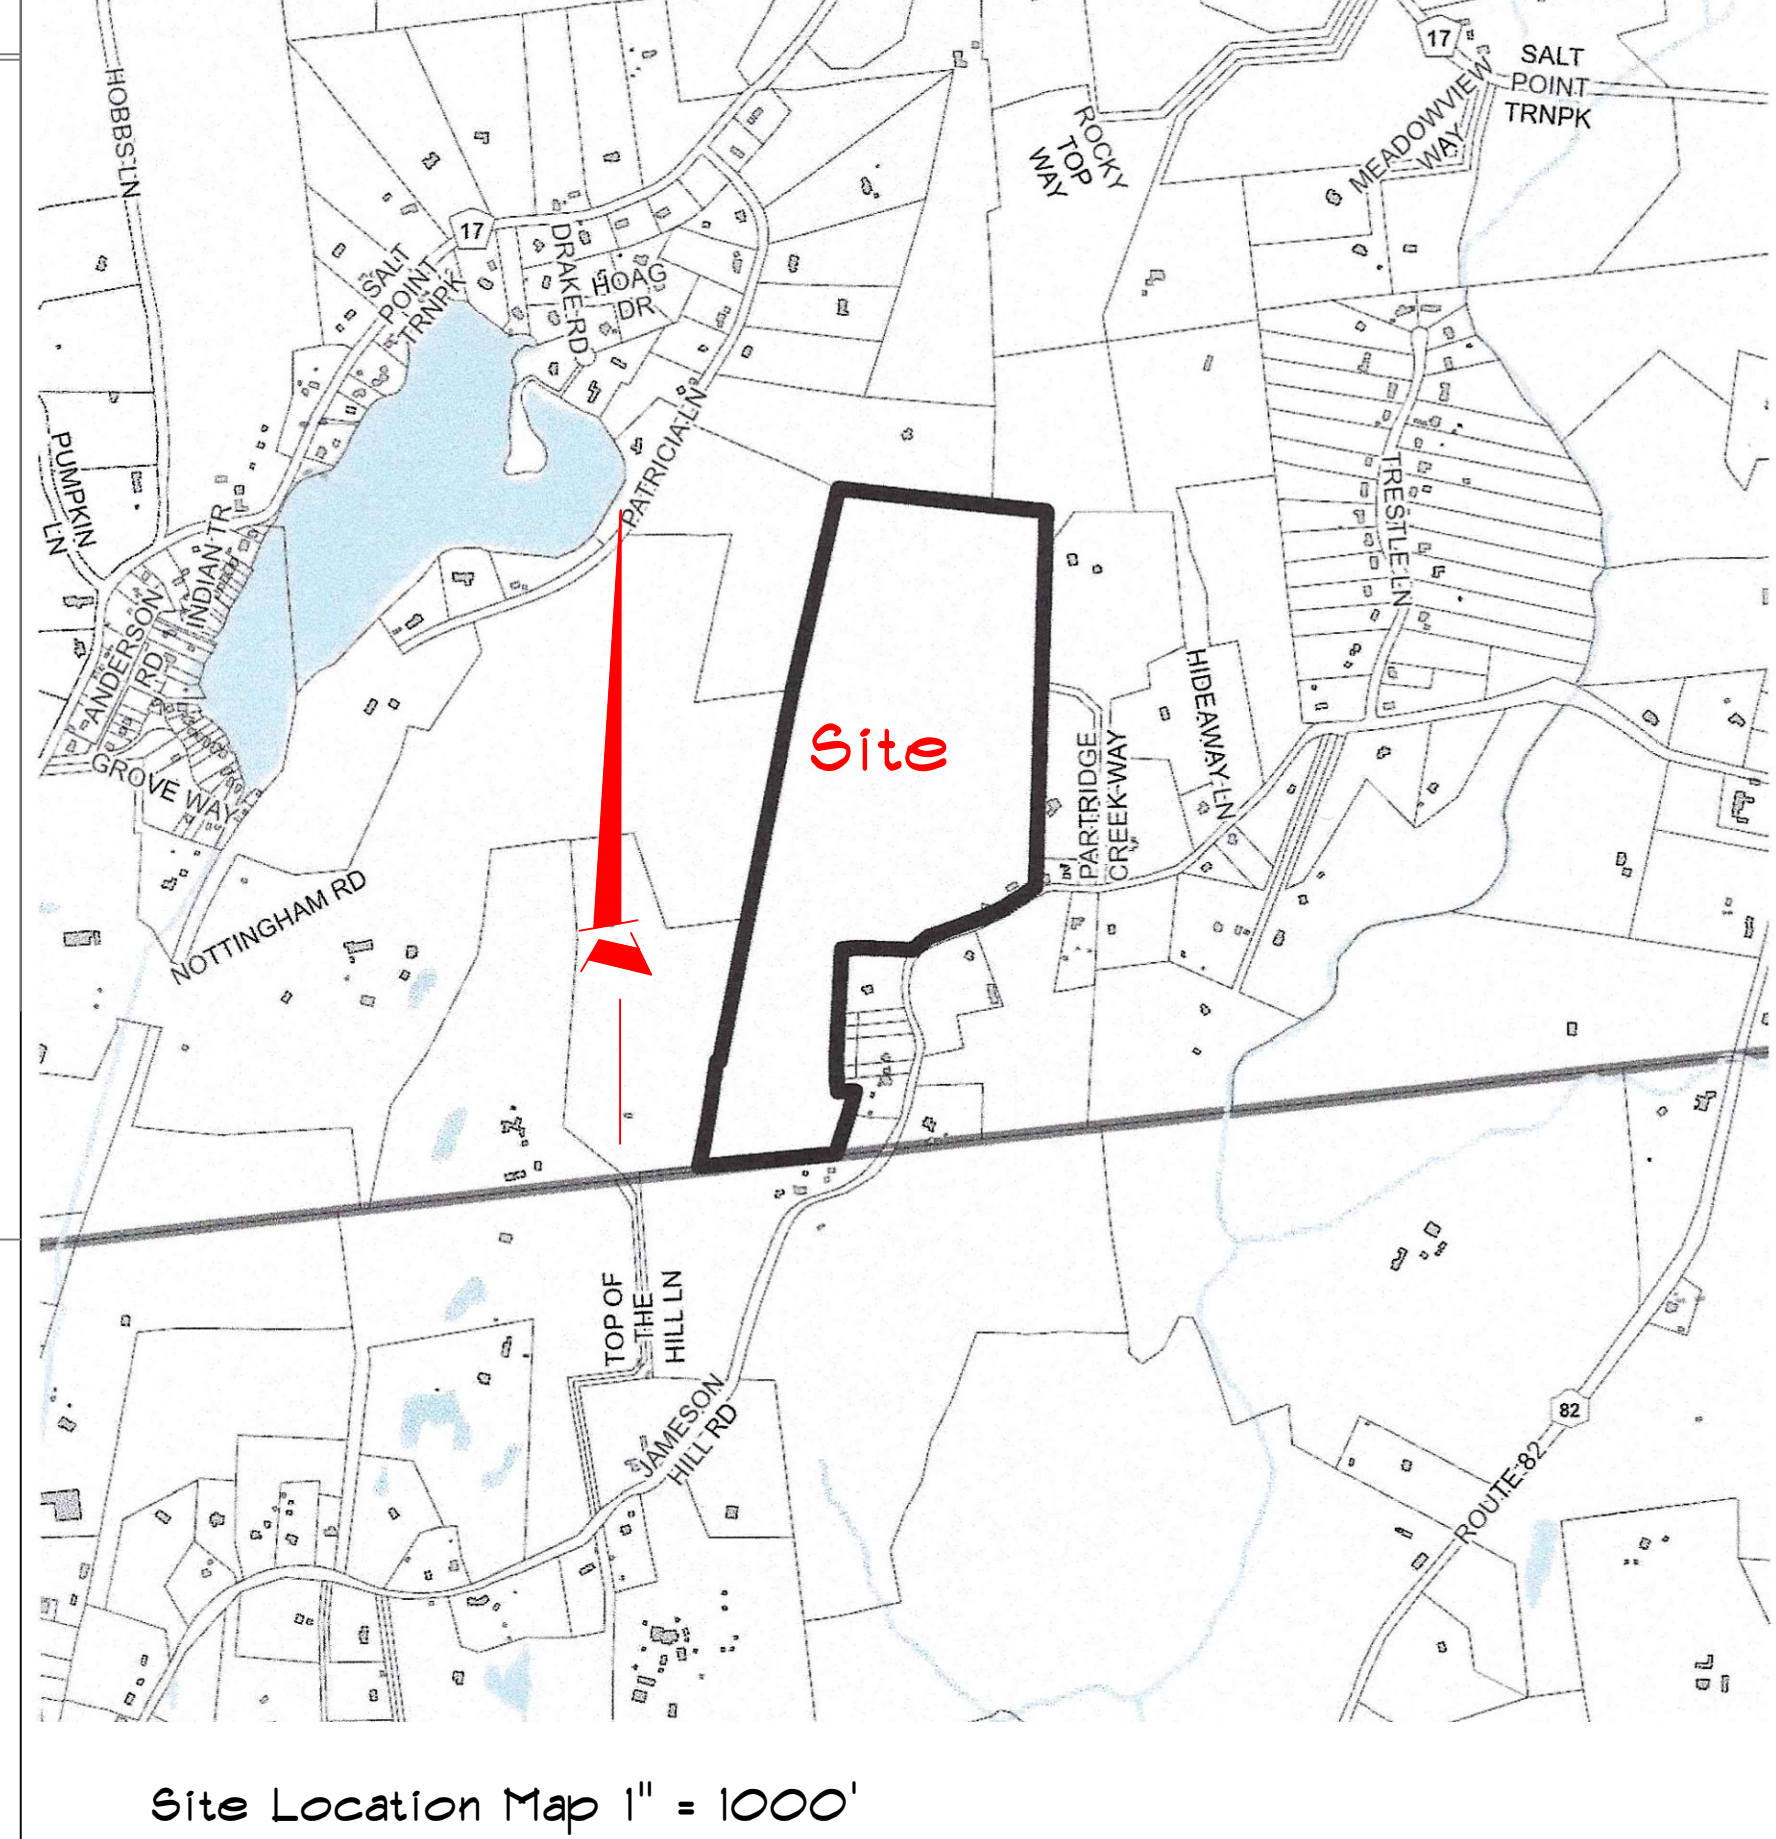 HOBBS LN
17
SALT
POINT
TRNPK
MEADOWVIEW
WAY
ROCKY
TOP
WAY
17
SALT
POINT
TRNPK
DRAKE RD
HOAG
DR
PATRICIA LN
PUMPKIN
LN
INDIAN TR
ANDERSON
RD
GROVE WAY
NOTTINGHAM RD
TRESTLE LN
HIDEAWAY LN
PARTRIDGE
CREEK WAY
Site
TOP OF
THE
HILL LN
JAMESON
HILL RD
82
ROUTE 82
Site Location Map 1" = 1000'